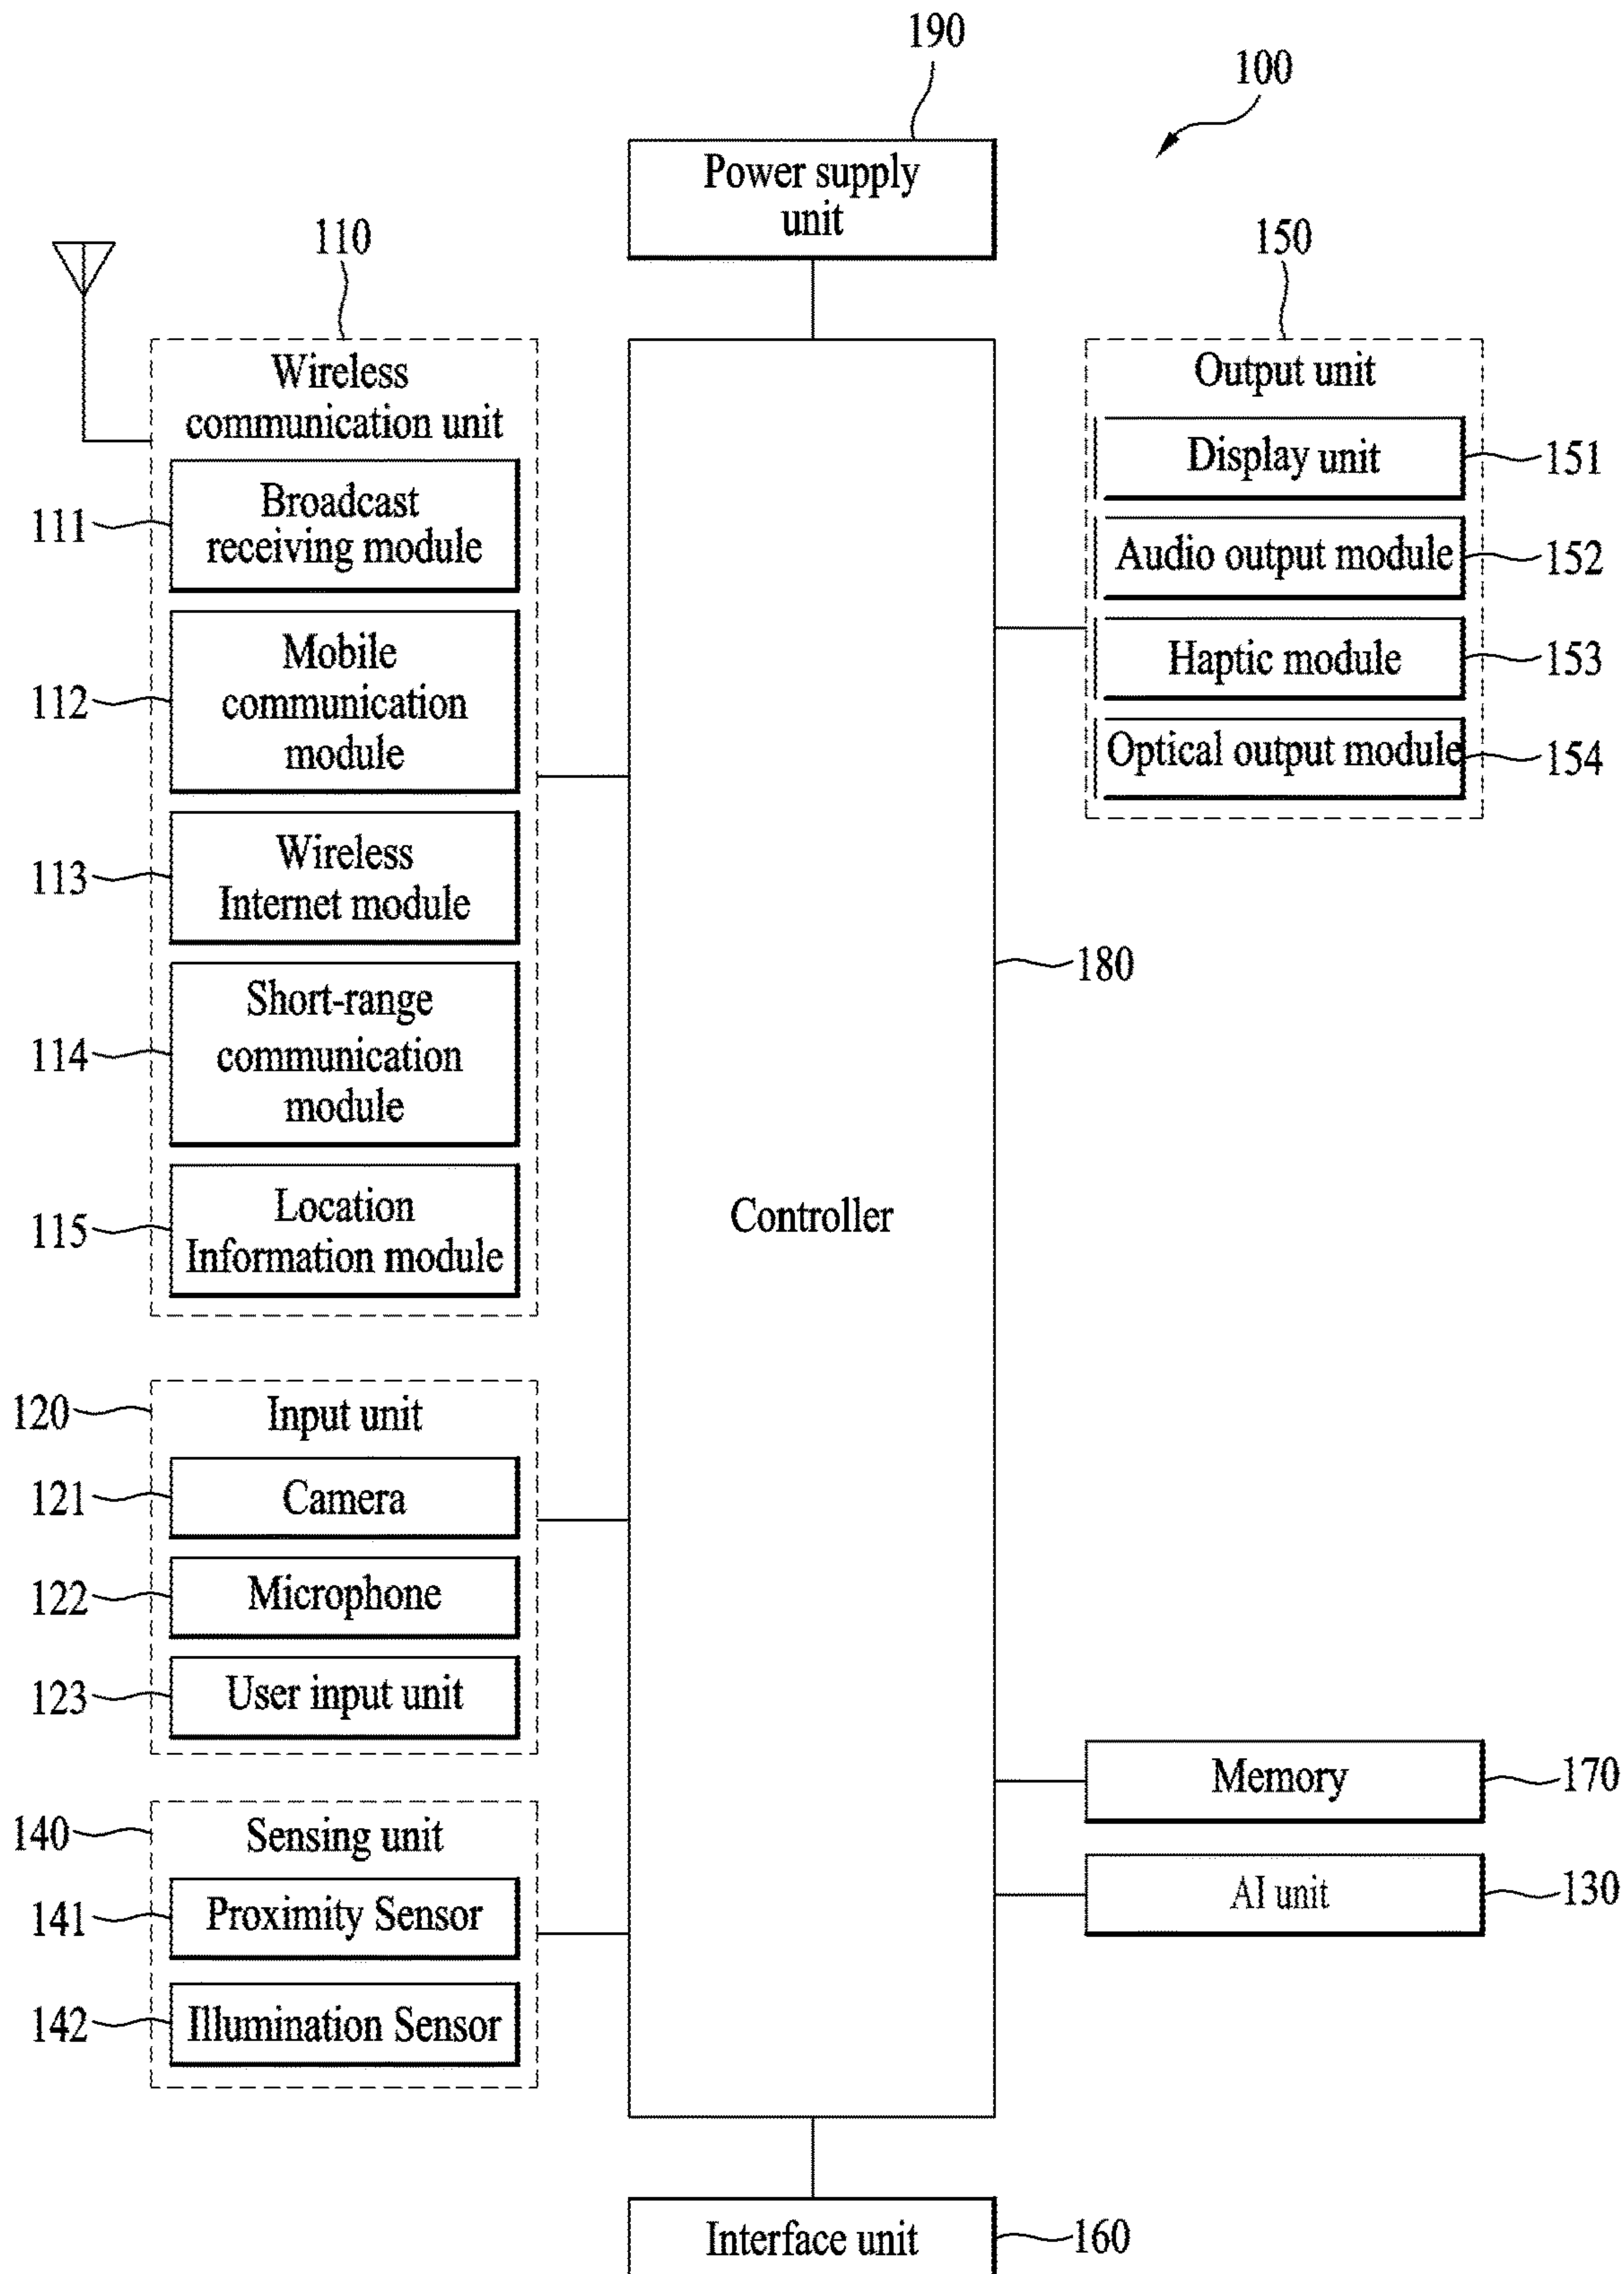 190
100
Power supply
unit
110
150
Wireless
communication unit
111
Broadcast
receiving module
112
Mobile
communication
module
113
Wireless
Internet module
114
Short-range
communication
module
115
Location
Information module
Output unit
Display unit
151
Audio output module
152
Haptic module
153
Optical output module
154
180
Controller
120
Input unit
121
Camera
122
Microphone
123
User input unit
140
Sensing unit
141
Proximity Sensor
142
Illumination Sensor
Memory
170
AI unit
130
Interface unit
160